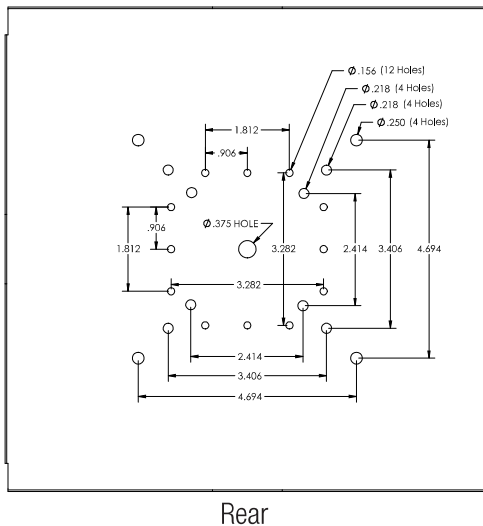 Ø.156 (12 Holes)
Ø.218 (4 Holes)
Ø.218 (4 Holes)
Ø.250 (4 Holes)
1.812
.906
Ø.375 HOLE
.906
1.812
3.282
2.414
3.406
4.694
3.282
2.414
3.406
4.694
Rear